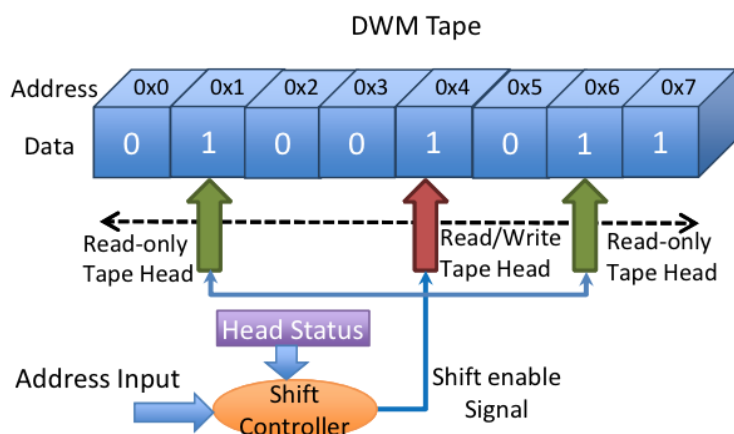 DWM Tape
Address 0x0 0x1 0x2 0x3 0x4 0x5 0x6 0x7
Data 0 1 0 0 1 0 1 1
Read-only
Tape Head
Read/Write
Tape Head
Read-only
Tape Head
Head Status
Address Input
Shift
Controller
Shift enable
Signal